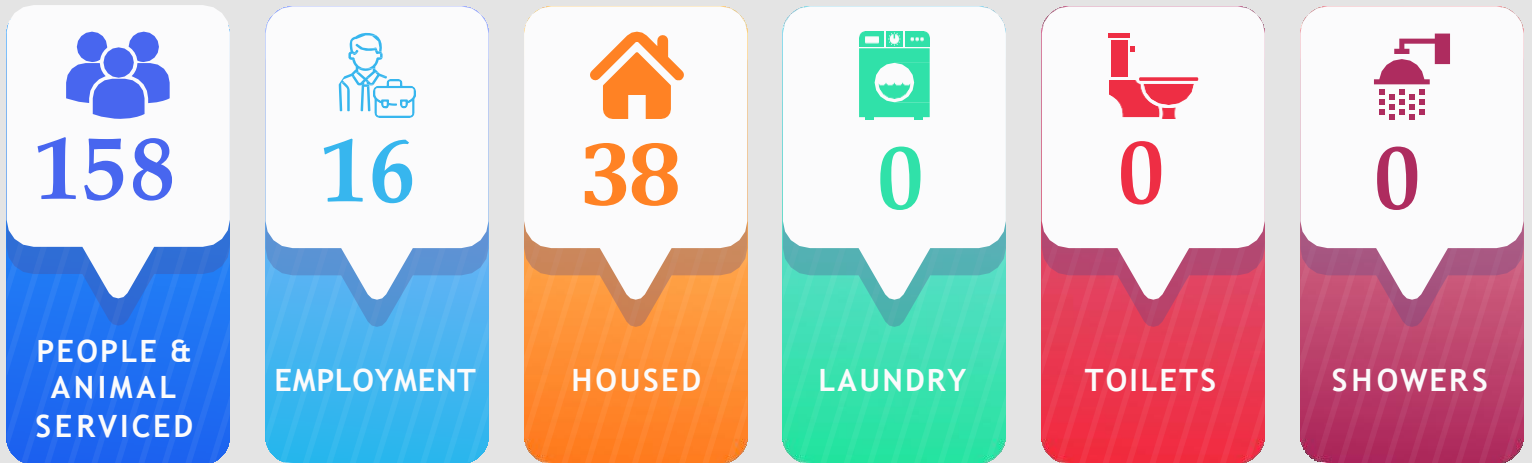 158
PEOPLE &
ANIMAL
SERVICED
16
EMPLOYMENT
38
HOUSED
0
LAUNDRY
0
TOILETS
0
SHOWERS